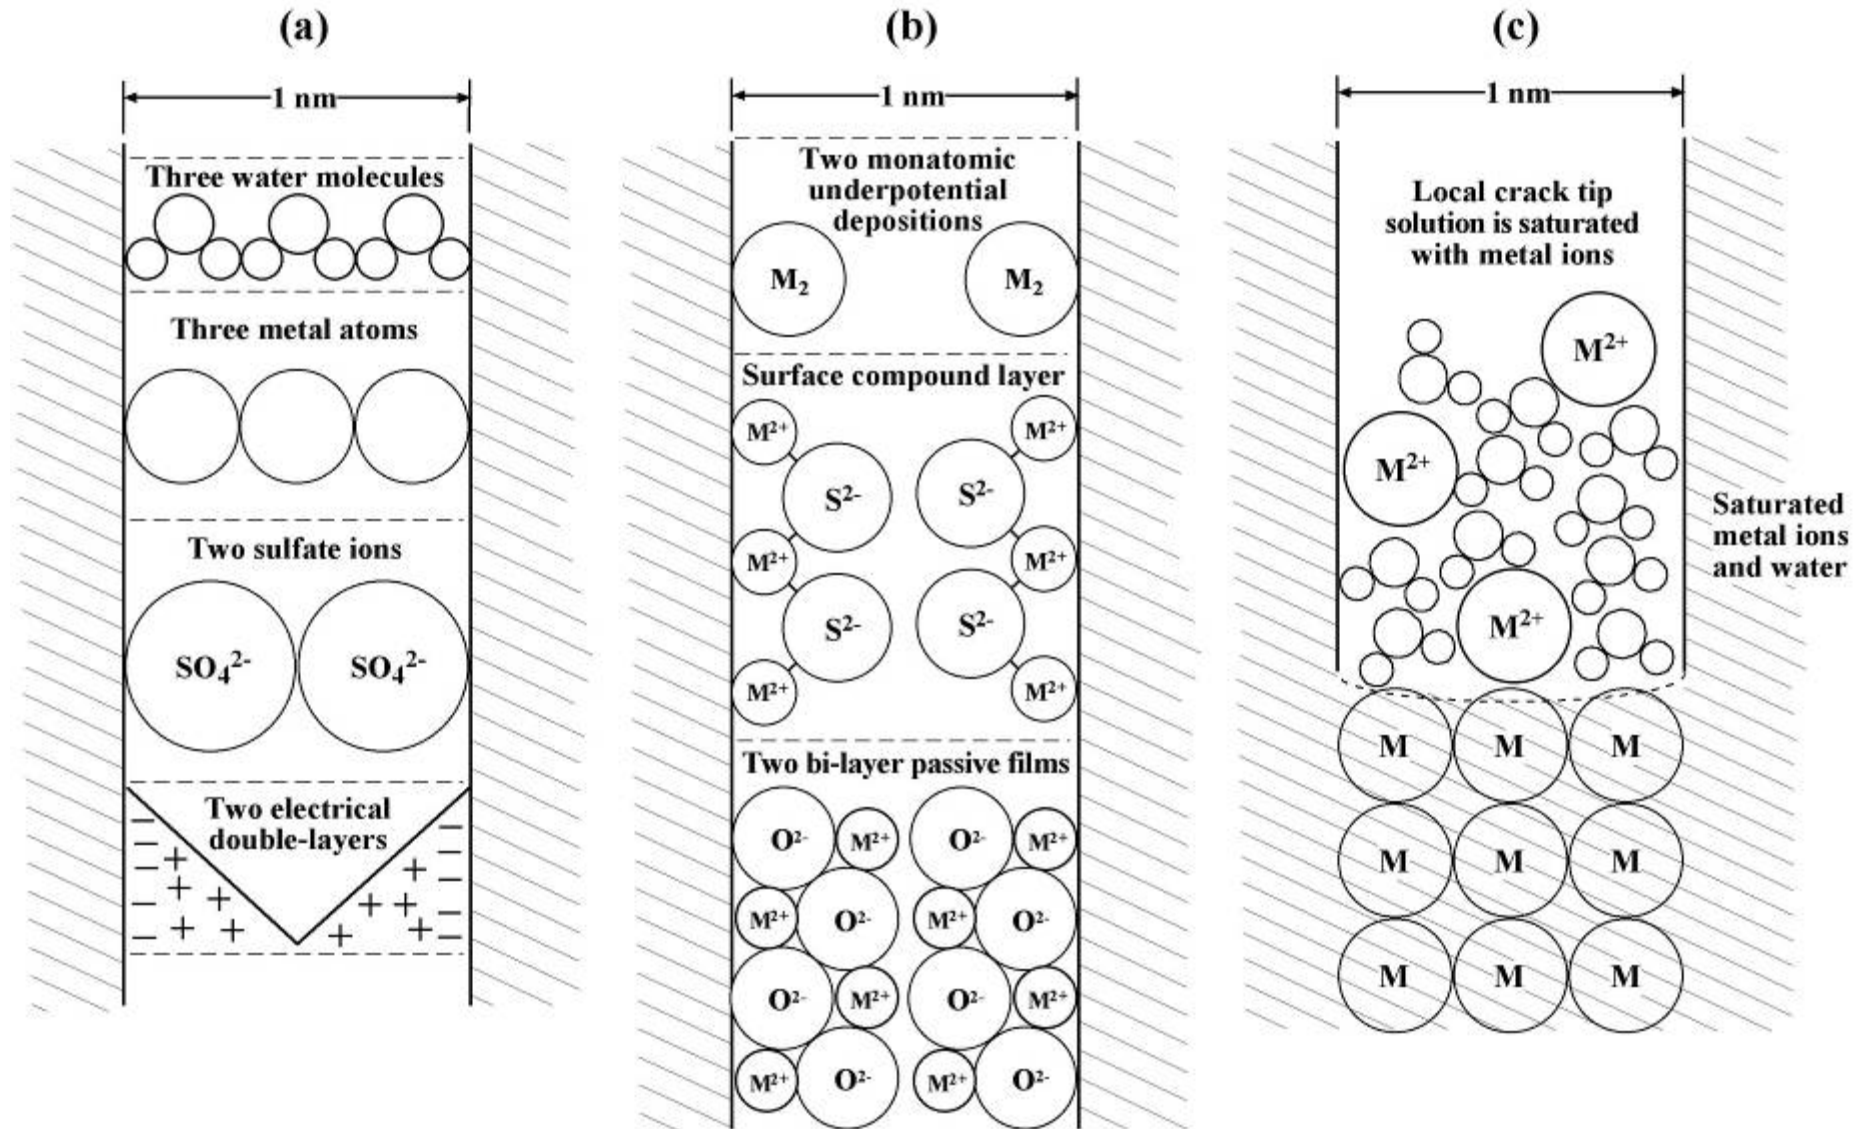 (a)
1 nm
Three water molecules
Three metal atoms
Two sulfate ions
SO₄²⁻ SO₄²⁻
Two electrical
double-layers
(b)
1 nm
Two monatomic
underpotential
depositions
M₂ M₂
Surface compound layer
M²⁺ M²⁺
S²⁻ S²⁻
M²⁺ M²⁺
S²⁻ S²⁻
M²⁺ M²⁺
Two bi-layer passive films
O²⁻ M²⁺ O²⁻ M²⁺
M²⁺ O²⁻ M²⁺ O²⁻
O²⁻ M²⁺ O²⁻ M²⁺
M²⁺ O²⁻ M²⁺ O²⁻
(c)
1 nm
Local crack tip
solution is saturated
with metal ions
M²⁺
M²⁺
M²⁺
Saturated
metal ions
and water
M M M
M M M
M M M